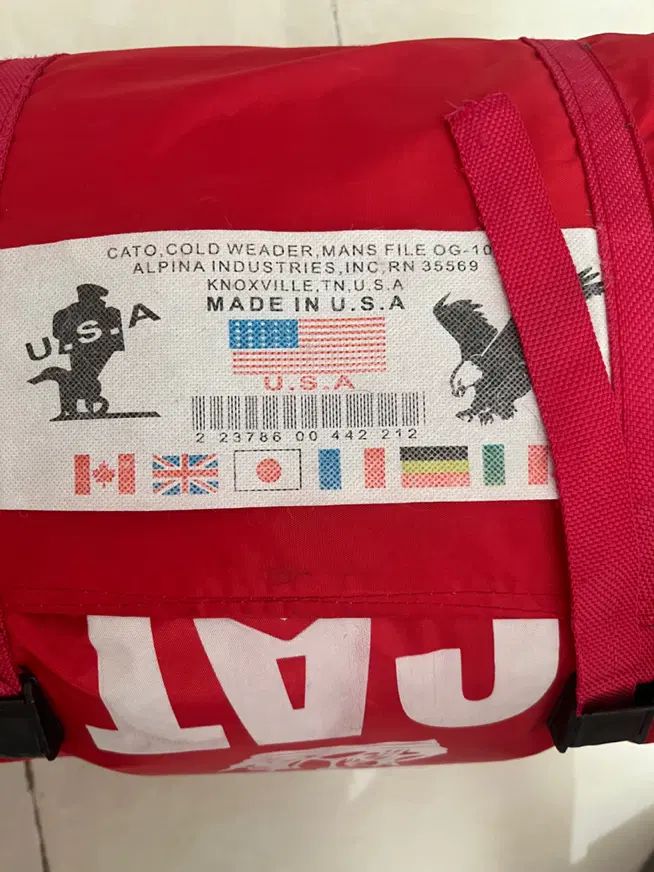 CATO,COLD WEADER,MANS FILE OG-10
ALPINA INDUSTRIES,INC,RN 35569
KNOXVILLE,TN,U.S.A
MADE IN U.S.A
U.S.A
U.S.A
2 23786 00 442 212
CAT